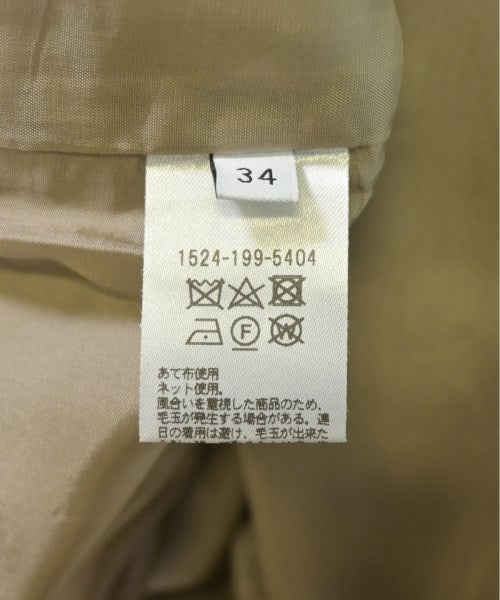 34
1524-199-5404
F W
あて布使用
ネット使用。
風合いを重視した商品のため、
毛玉が発生する場合がある。連
日の着用は避け、毛玉が出来た